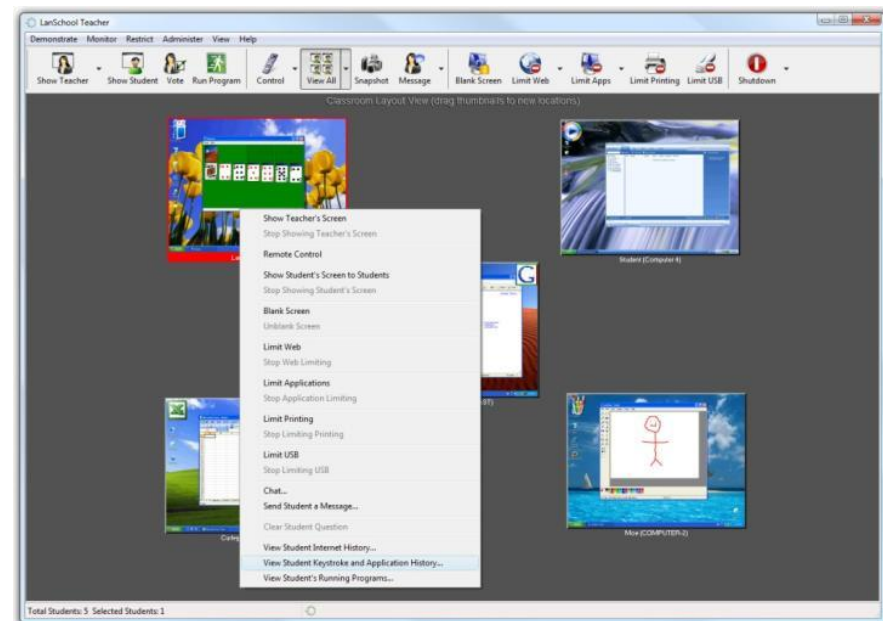 LanSchool Teacher
Demonstrate Monitor Restrict Administer View Help
Show Teacher Show Student Vote Run Program Control View All Snapshot Message Blank Screen Limit Web Limit Apps Limit Printing Limit USB Shutdown
Classroom Layout View (drag thumbnails to new locations)
Show Teacher's Screen
Stop Showing Teacher's Screen
Remote Control
Show Student's Screen to Students
Stop Showing Student's Screen
Blank Screen
Unblank Screen
Limit Web
Stop Web Limiting
Limit Applications
Stop Application Limiting
Limit Printing
Stop Limiting Printing
Limit USB
Stop Limiting USB
Chat...
Send Student a Message...
Clear Student Question
View Student Internet History...
View Student Keystroke and Application History...
View Student's Running Programs...
Student (Computer 4)
G
Moe (COMPUTER-2)
Total Students: 5 Selected Students: 1